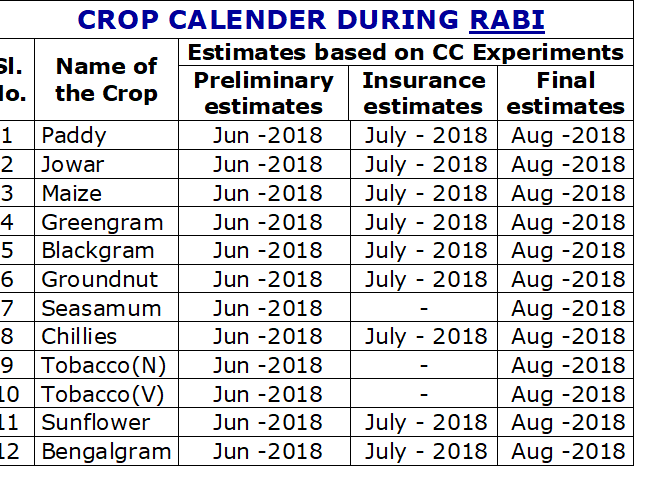 CROP CALENDER DURING RABI
Sl. No. Name of the Crop Estimates based on CC Experiments
Preliminary estimates Insurance estimates Final estimates
1 Paddy Jun -2018 July - 2018 Aug -2018
2 Jowar Jun -2018 July - 2018 Aug -2018
3 Maize Jun -2018 July - 2018 Aug -2018
4 Greengram Jun -2018 July - 2018 Aug -2018
5 Blackgram Jun -2018 July - 2018 Aug -2018
6 Groundnut Jun -2018 July - 2018 Aug -2018
7 Seasamum Jun -2018 - Aug -2018
8 Chillies Jun -2018 July - 2018 Aug -2018
9 Tobacco(N) Jun -2018 - Aug -2018
10 Tobacco(V) Jun -2018 - Aug -2018
11 Sunflower Jun -2018 July - 2018 Aug -2018
12 Bengalgram Jun -2018 July - 2018 Aug -2018